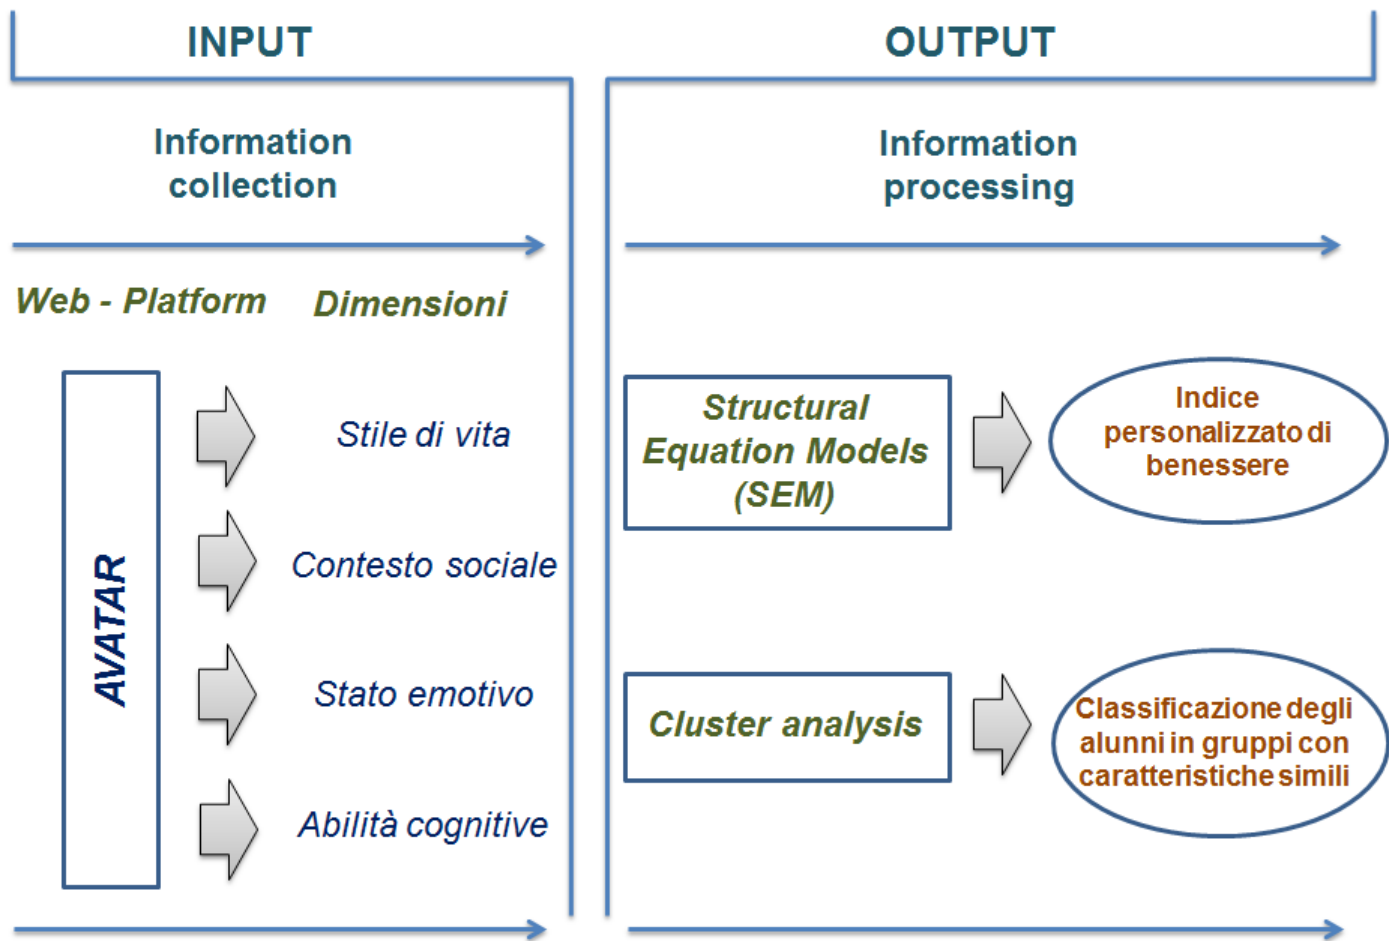 INPUT
Information
collection
Web - Platform
Dimensioni
AVATAR
Stile di vita
Contesto sociale
Stato emotivo
Abilità cognitive
OUTPUT
Information
processing
Structural
Equation Models
(SEM)
Indice
personalizzato di
benessere
Cluster analysis
Classificazione degli
alunni in gruppi con
caratteristiche simili